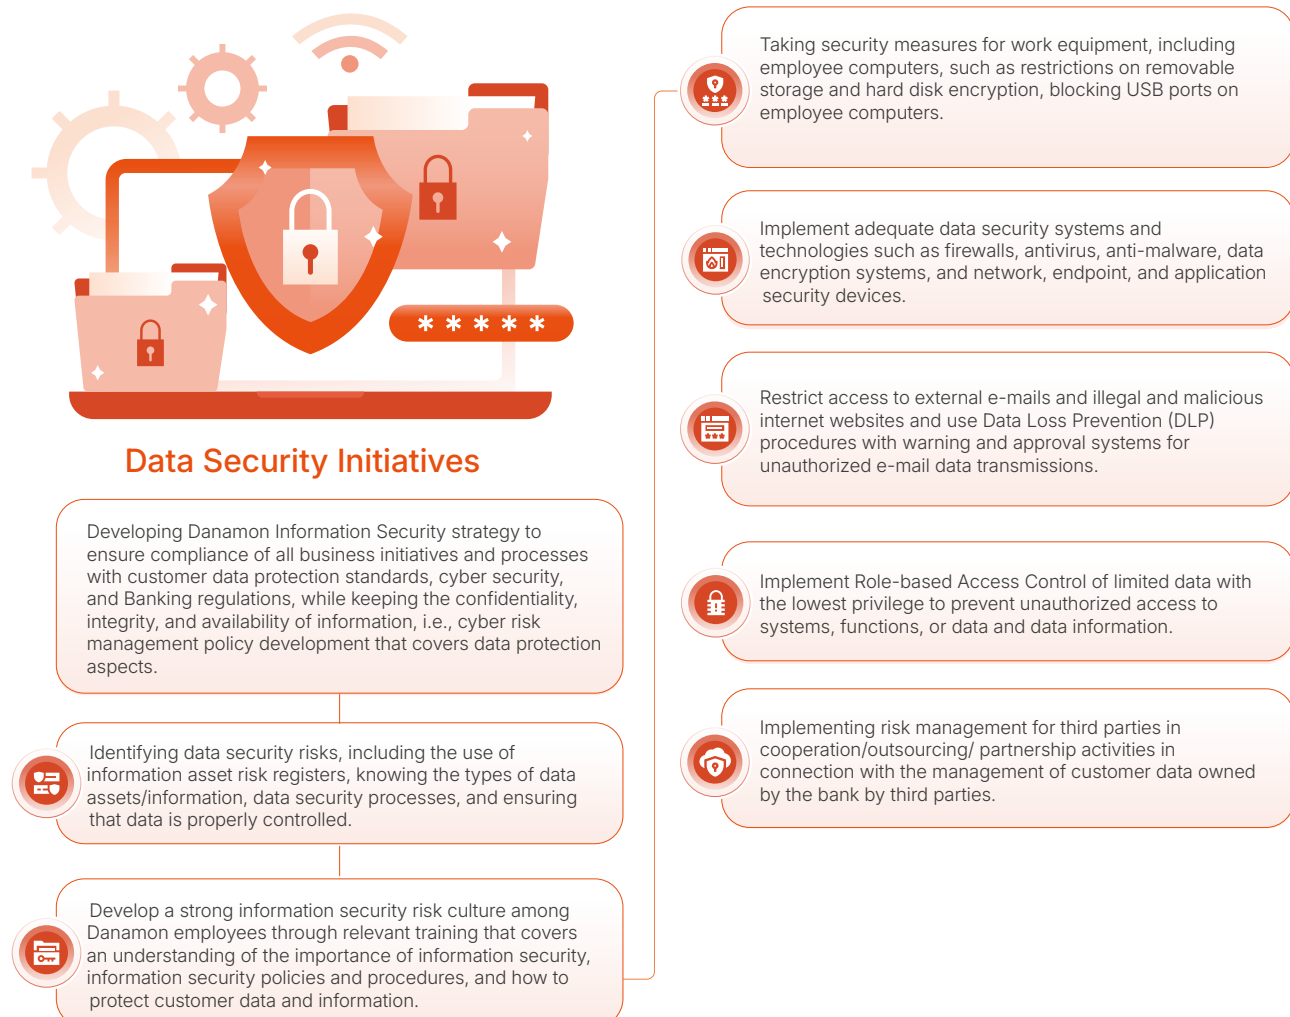 * * * * *
Data Security Initiatives
Developing Danamon Information Security strategy to
ensure compliance of all business initiatives and processes
with customer data protection standards, cyber security,
and Banking regulations, while keeping the confidentiality,
integrity, and availability of information, i.e., cyber risk
management policy development that covers data protection
aspects.
Identifying data security risks, including the use of
information asset risk registers, knowing the types of data
assets/information, data security processes, and ensuring
that data is properly controlled.
Develop a strong information security risk culture among
Danamon employees through relevant training that covers
an understanding of the importance of information security,
information security policies and procedures, and how to
protect customer data and information.
Taking security measures for work equipment, including
employee computers, such as restrictions on removable
storage and hard disk encryption, blocking USB ports on
employee computers.
Implement adequate data security systems and
technologies such as firewalls, antivirus, anti-malware, data
encryption systems, and network, endpoint, and application
security devices.
Restrict access to external e-mails and illegal and malicious
internet websites and use Data Loss Prevention (DLP)
procedures with warning and approval systems for
unauthorized e-mail data transmissions.
Implement Role-based Access Control of limited data with
the lowest privilege to prevent unauthorized access to
systems, functions, or data and data information.
Implementing risk management for third parties in
cooperation/outsourcing/ partnership activities in
connection with the management of customer data owned
by the bank by third parties.